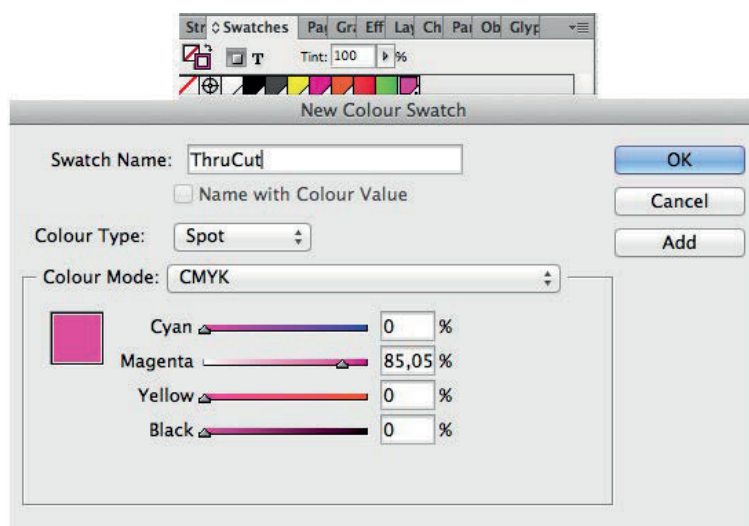 Str Swatches Pa Gra Eff Lay Ch Pai Ob Glyp
T Tint: 100 %
New Colour Swatch
Swatch Name: ThruCut OK
Name with Colour Value Cancel
Colour Type: Spot Add
Colour Mode: CMYK
Cyan 0 %
Magenta 85,05 %
Yellow 0 %
Black 0 %